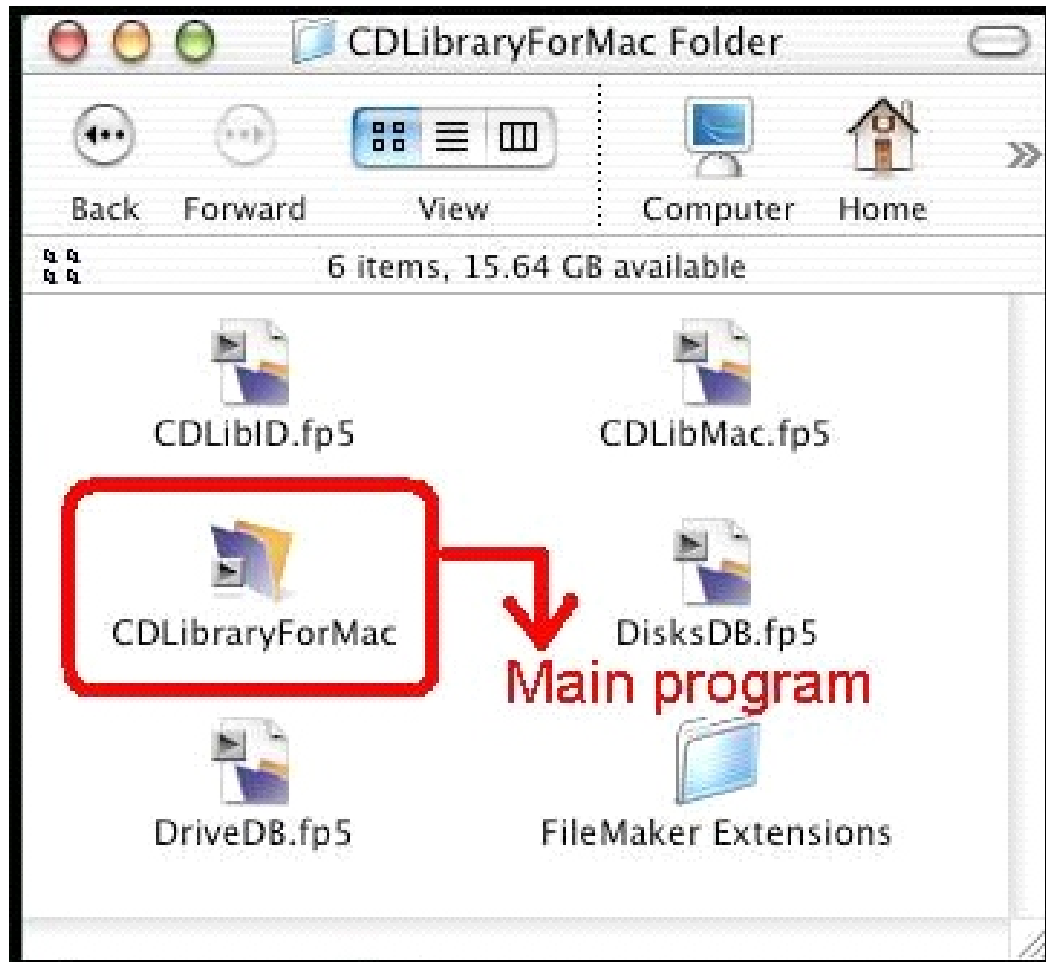 CDLibraryForMac Folder
Back Forward View Computer Home
6 items, 15.64 GB available
CDLibID.fp5 CDLibMac.fp5
CDLibraryForMac DisksDB.fp5
Main program
DriveDB.fp5 FileMaker Extensions